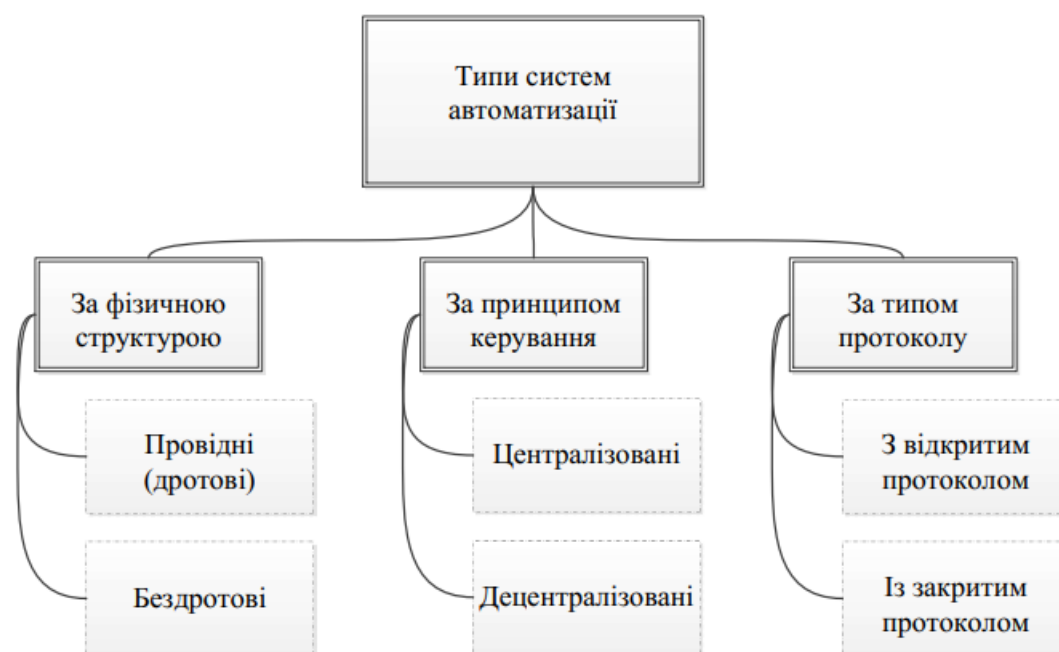 Типи систем
автоматизації
За фізичною
структурою
За принципом
керування
За типом
протоколу
Провідні
(дротові)
Централізовані
З відкритим
протоколом
Бездротові
Децентралізовані
Із закритим
протоколом